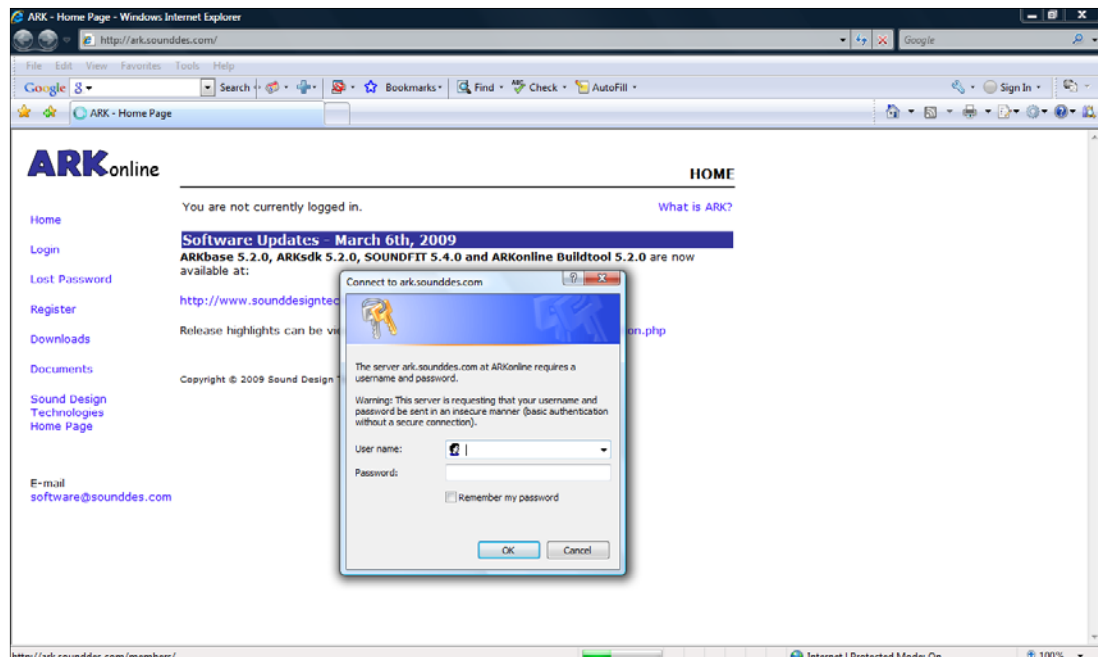 ARK - Home Page - Windows Internet Explorer
http://ark.sounddes.com/
Google
File Edit View Favorites Tools Help
Google Search Bookmarks Find Check AutoFill Sign In
ARK - Home Page
ARKonline
HOME
You are not currently logged in.
What is ARK?
Home
Login
Lost Password
Register
Downloads
Documents
Sound Design
Technologies
Home Page
E-mail
software@sounddes.com
Software Updates - March 6th, 2009
ARKbase 5.2.0, ARKsdk 5.2.0, SOUNDFIT 5.4.0 and ARKonline Buildtool 5.2.0 are now
available at:
http://www.sounddesigntec
Release highlights can be vi on.php
Copyright © 2009 Sound Design
Connect to ark.sounddes.com
The server ark.sounddes.com at ARKonline requires a
username and password.
Warning: This server is requesting that your username and
password be sent in an insecure manner (basic authentication
without a secure connection).
User name:
Password:
Remember my password
OK Cancel
http://ark.sounddes.com/members/
Internet | Protected Mode: On 100%